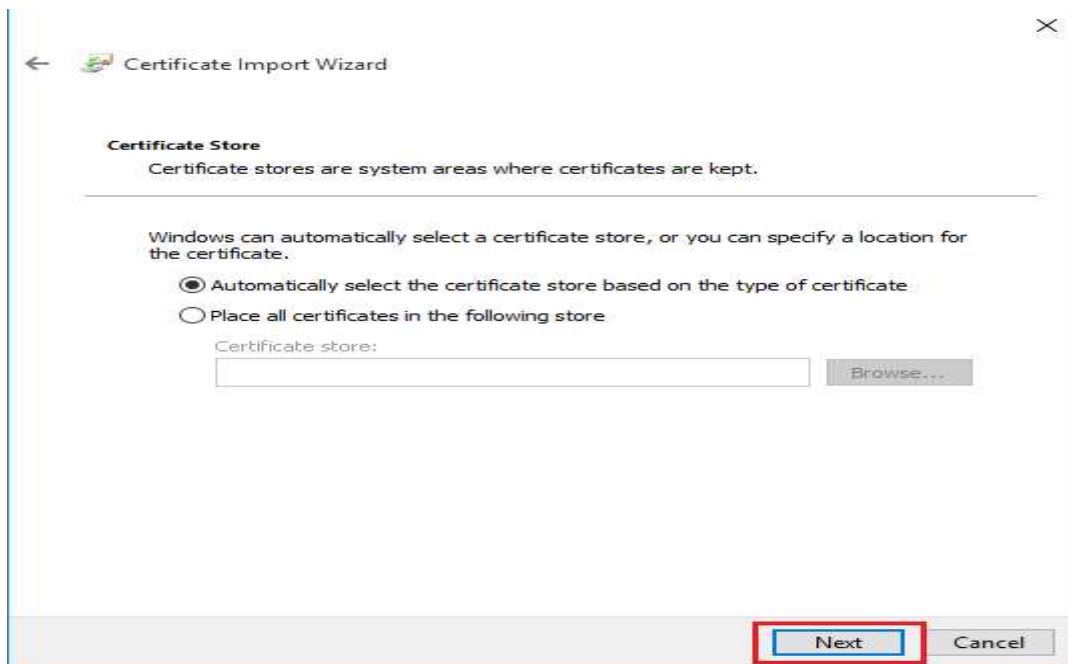 Certificate Import Wizard
Certificate Store
Certificate stores are system areas where certificates are kept.
Windows can automatically select a certificate store, or you can specify a location for
the certificate.
Automatically select the certificate store based on the type of certificate
Place all certificates in the following store
Certificate store:
Browse...
Next
Cancel